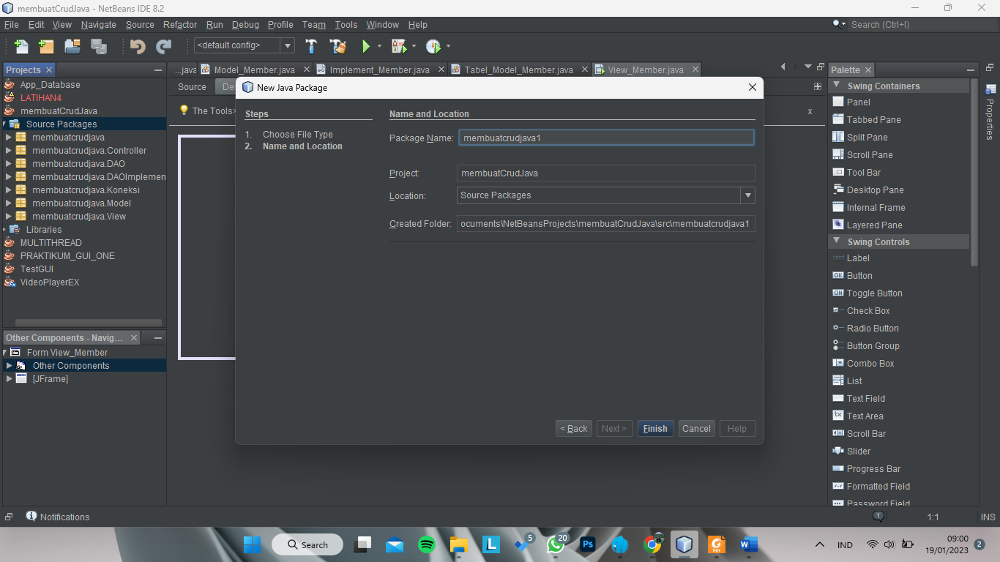 membuatCrudJava - NetBeans IDE 8.2
File Edit View Navigate Source Refactor Run Debug Profile Team Tools Window Help
Search (Ctrl+I)
<default config>
Projects
...java Model_Member.java Implement_Member.java Tabel_Model_Member.java View_Member.java
Palette
App_Database
LATIHAN4
membuatCrudJava
Source Packages
membuatcrudjava
membuatcrudjava.Controller
membuatcrudjava.DAO
membuatcrudjava.DAOImplemen
membuatcrudjava.Koneksi
membuatcrudjava.Model
membuatcrudjava.View
Libraries
MULTITHREAD
PRAKTIKUM_GUI_ONE
TestGUI
VideoPlayerEX
Other Components - Navig...
Form View_Member
Other Components
[JFrame]
Source De
The Tools>
x
New Java Package
Steps
1. Choose File Type
2. Name and Location
Name and Location
Package Name: membuatcrudjava1
Project: membuatCrudJava
Location: Source Packages
Created Folder: ocuments\NetBeansProjects\membuatCrudJava\src\membuatcrudjava1
< Back Next > Finish Cancel Help
Swing Containers
Panel
Tabbed Pane
Split Pane
Scroll Pane
Tool Bar
Desktop Pane
Internal Frame
Layered Pane
Swing Controls
label Label
OK Button
ON Toggle Button
Check Box
Radio Button
Button Group
Combo Box
List
Text Field
tx Text Area
Scroll Bar
Slider
Progress Bar
Formatted Field
Password Field
Properties
Notifications
1
1:1
INS
Search
L
5
20
Ps
PDF
W
IND
09:00
19/01/2023
2